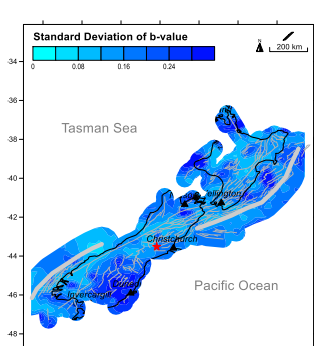 Standard Deviation of b-value
0 0.08 0.16 0.24
200 km
-34
-36
Tasman Sea
-38
-40
-42
Christchurch
-44
Pacific Ocean
-46
Invercargill
-48